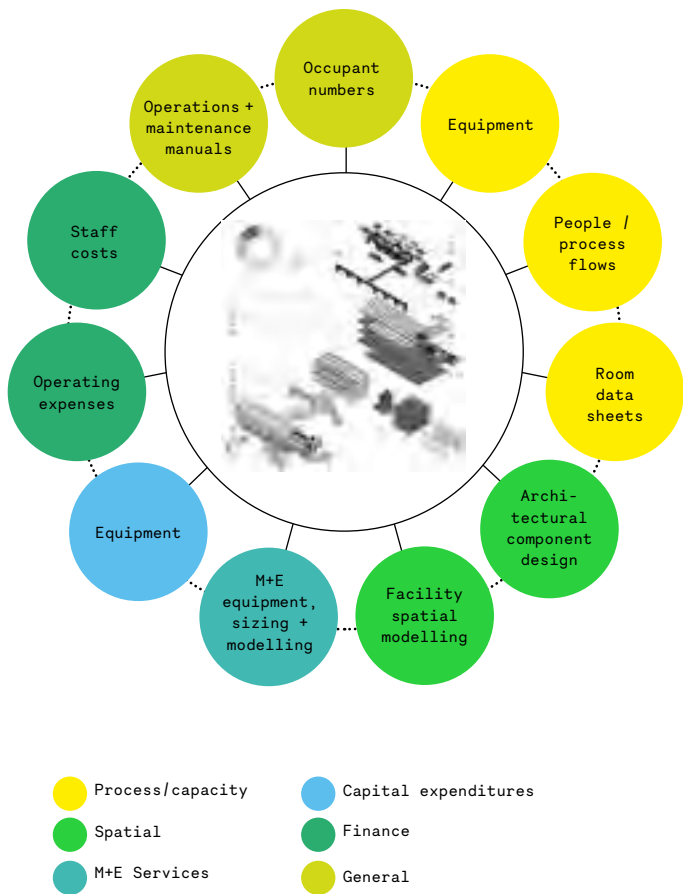 Occupant
numbers
Equipment
People /
process
flows
Room
data
sheets
Archi-
tectural
component
design
Facility
spatial
modelling
M+E
equipment,
sizing +
modelling
Equipment
Operating
expenses
Staff
costs
Operations +
maintenance
manuals
Process/capacity
Spatial
M+E Services
Capital expenditures
Finance
General